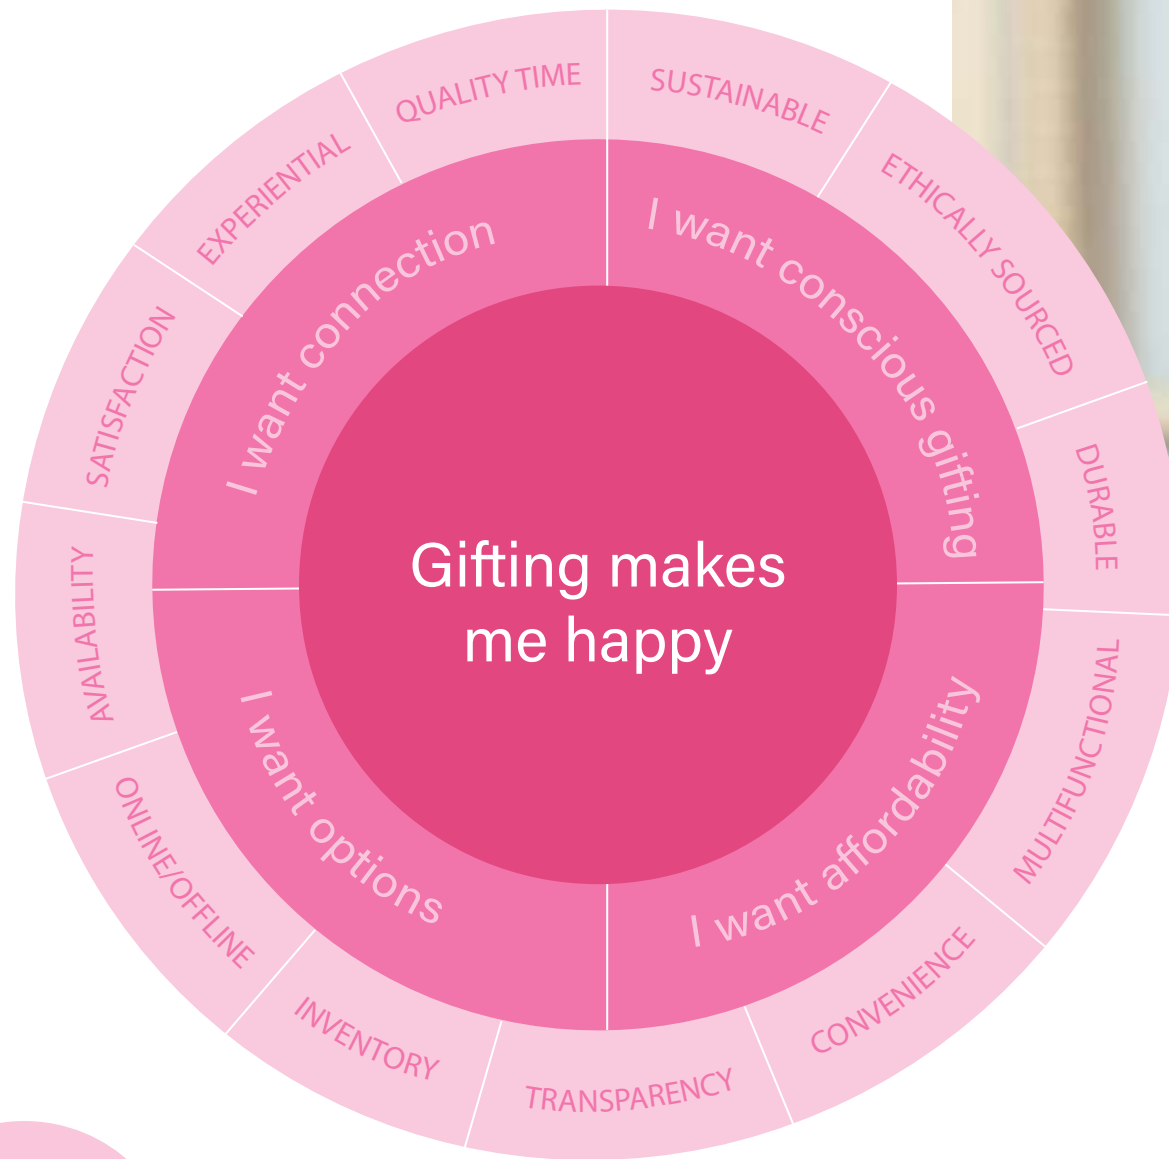 Gifting makes
me happy
I want connection
I want conscious gifting
I want affordability
I want options
QUALITY TIME
SUSTAINABLE
ETHICALLY SOURCED
DURABLE
MULTIFUNCTIONAL
CONVENIENCE
TRANSPARENCY
INVENTORY
ONLINE/OFFLINE
AVAILABILITY
SATISFACTION
EXPERIENTIAL